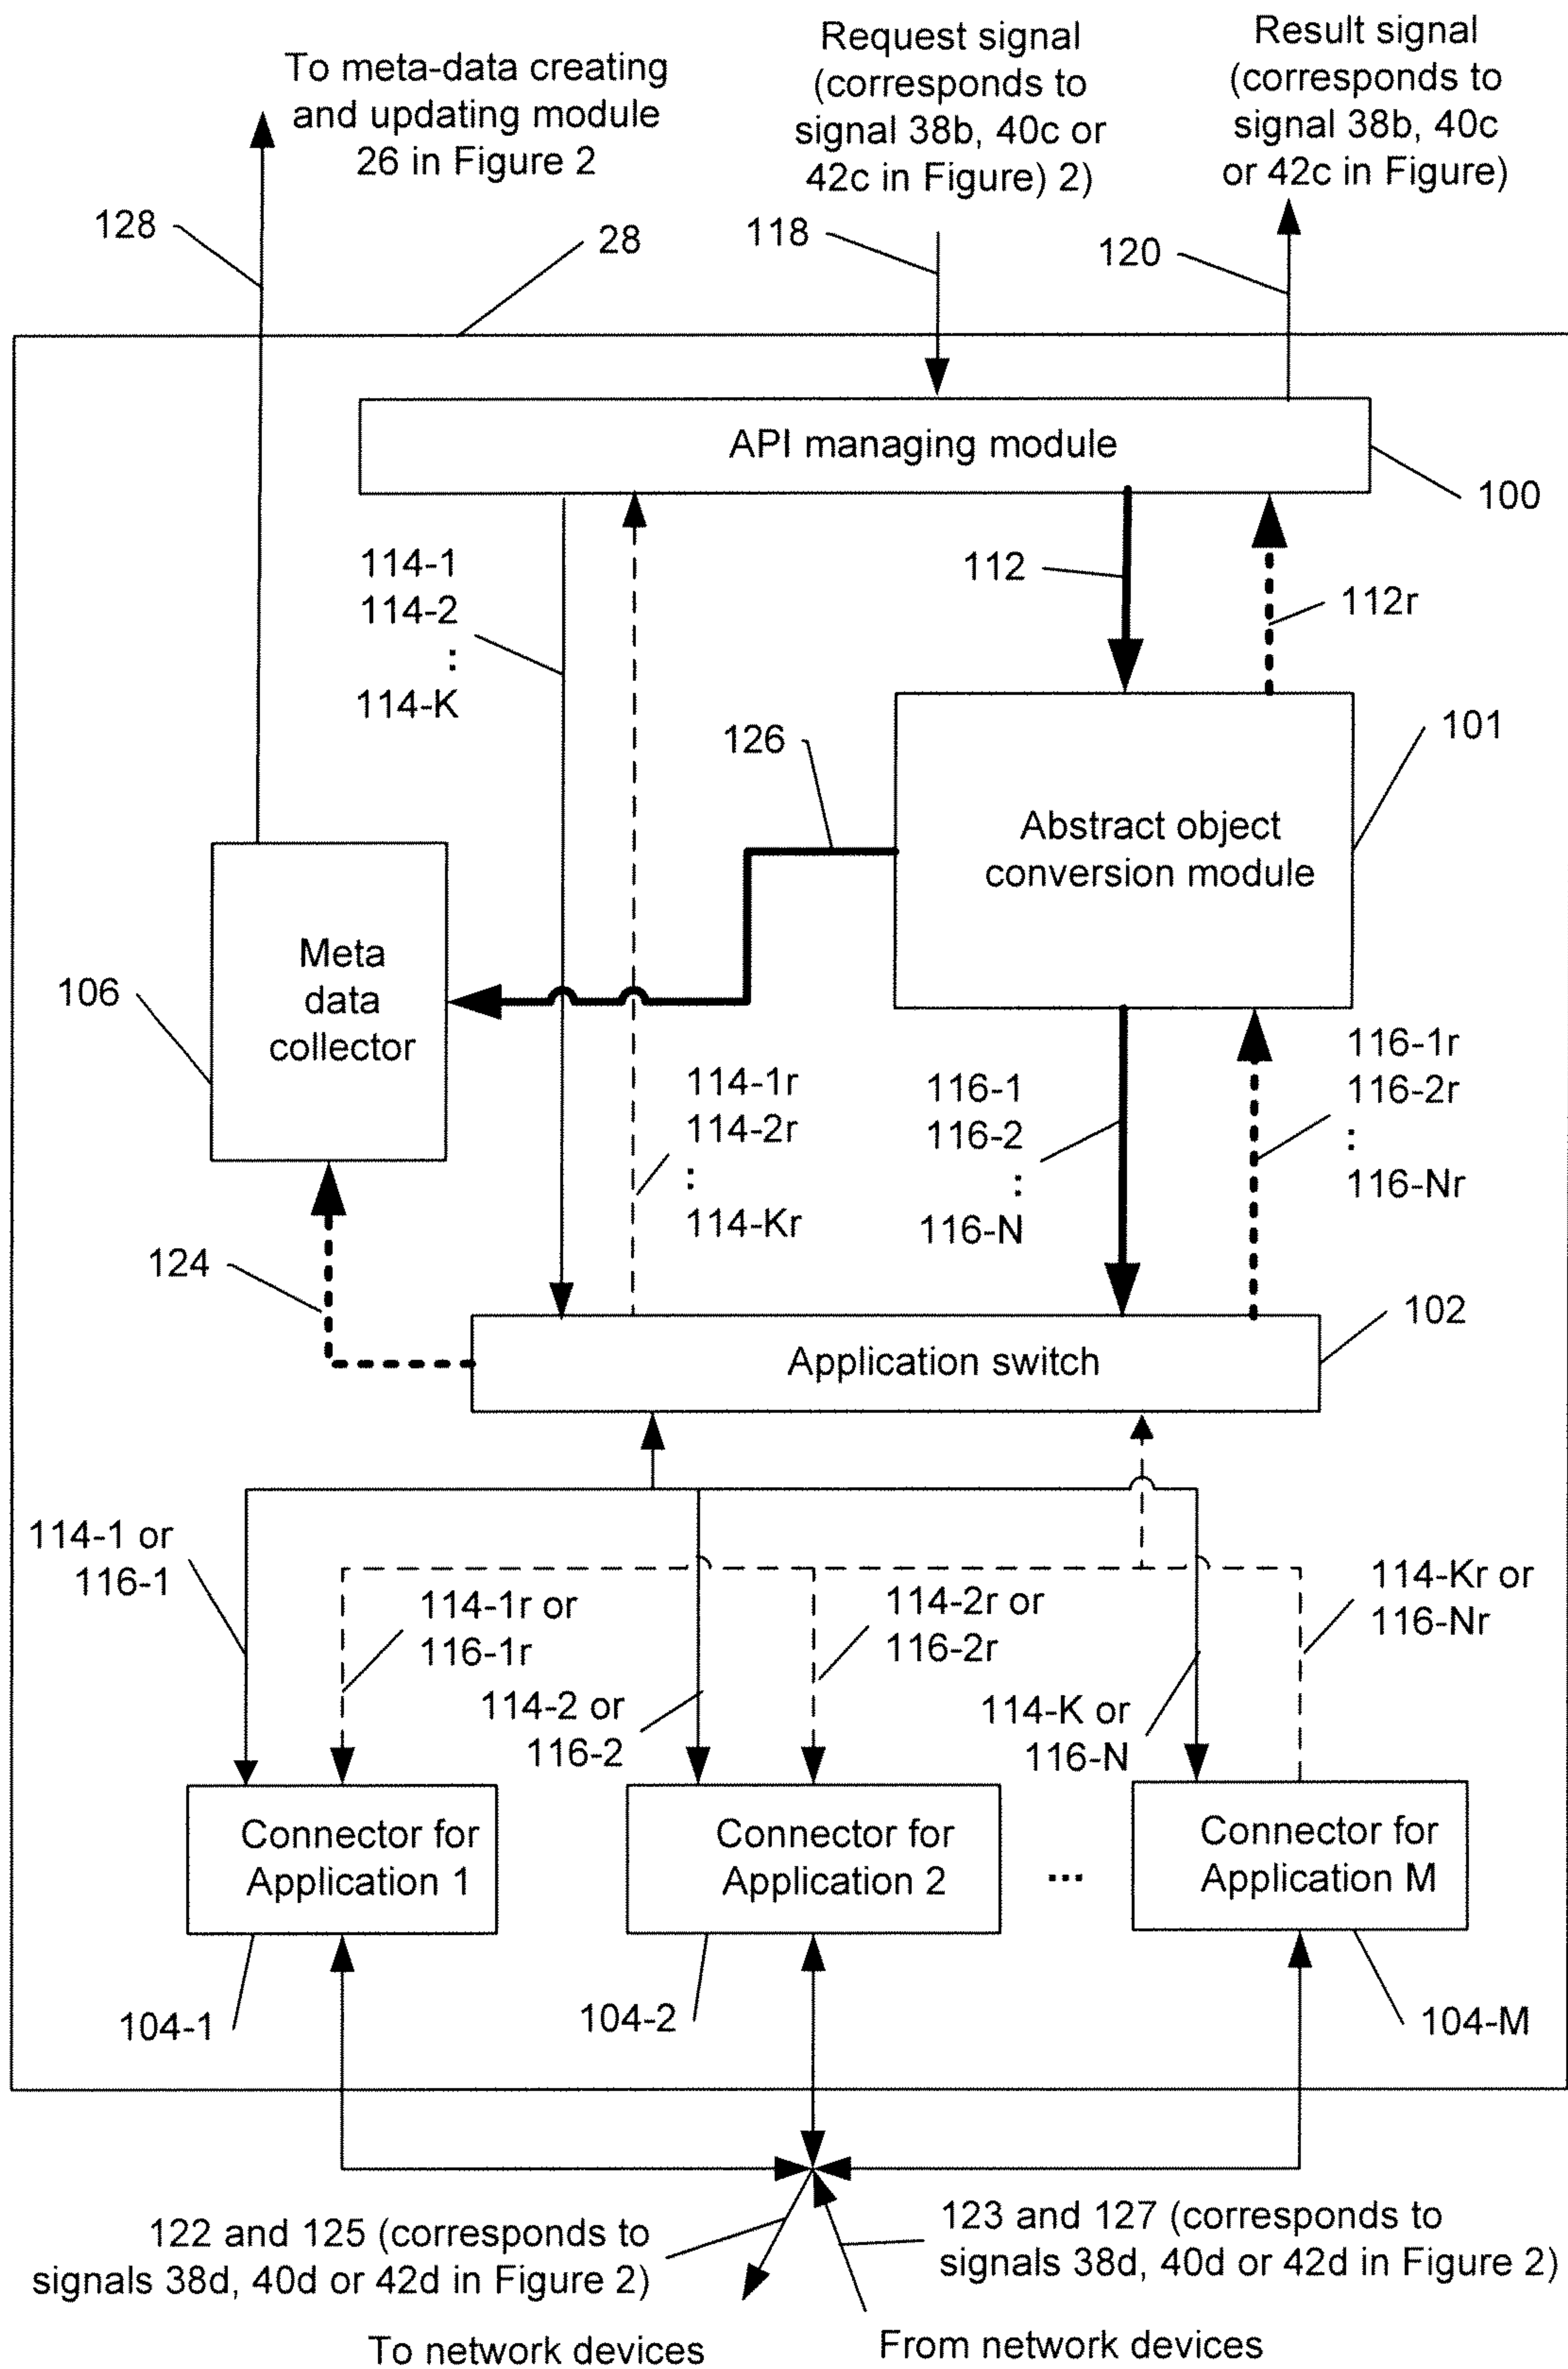 To meta-data creating
and updating module
26 in Figure 2
Request signal
(corresponds to
signal 38b, 40c or
42c in Figure) 2)
Result signal
(corresponds to
signal 38b, 40c
or 42c in Figure)
128
28
118
120
API managing module
100
114-1
114-2
:
114-K
112
112r
126
101
Abstract object
conversion module
Meta
data
collector
106
114-1r
114-2r
:
114-Kr
116-1
116-2
:
116-N
116-1r
116-2r
:
116-Nr
124
102
Application switch
114-1 or
116-1
114-1r or
116-1r
114-2 or
116-2
114-2r or
116-2r
114-K or
116-N
114-Kr or
116-Nr
Connector for
Application 1
Connector for
Application 2
...
Connector for
Application M
104-1
104-2
104-M
122 and 125 (corresponds to
signals 38d, 40d or 42d in Figure 2)
123 and 127 (corresponds to
signals 38d, 40d or 42d in Figure 2)
To network devices
From network devices